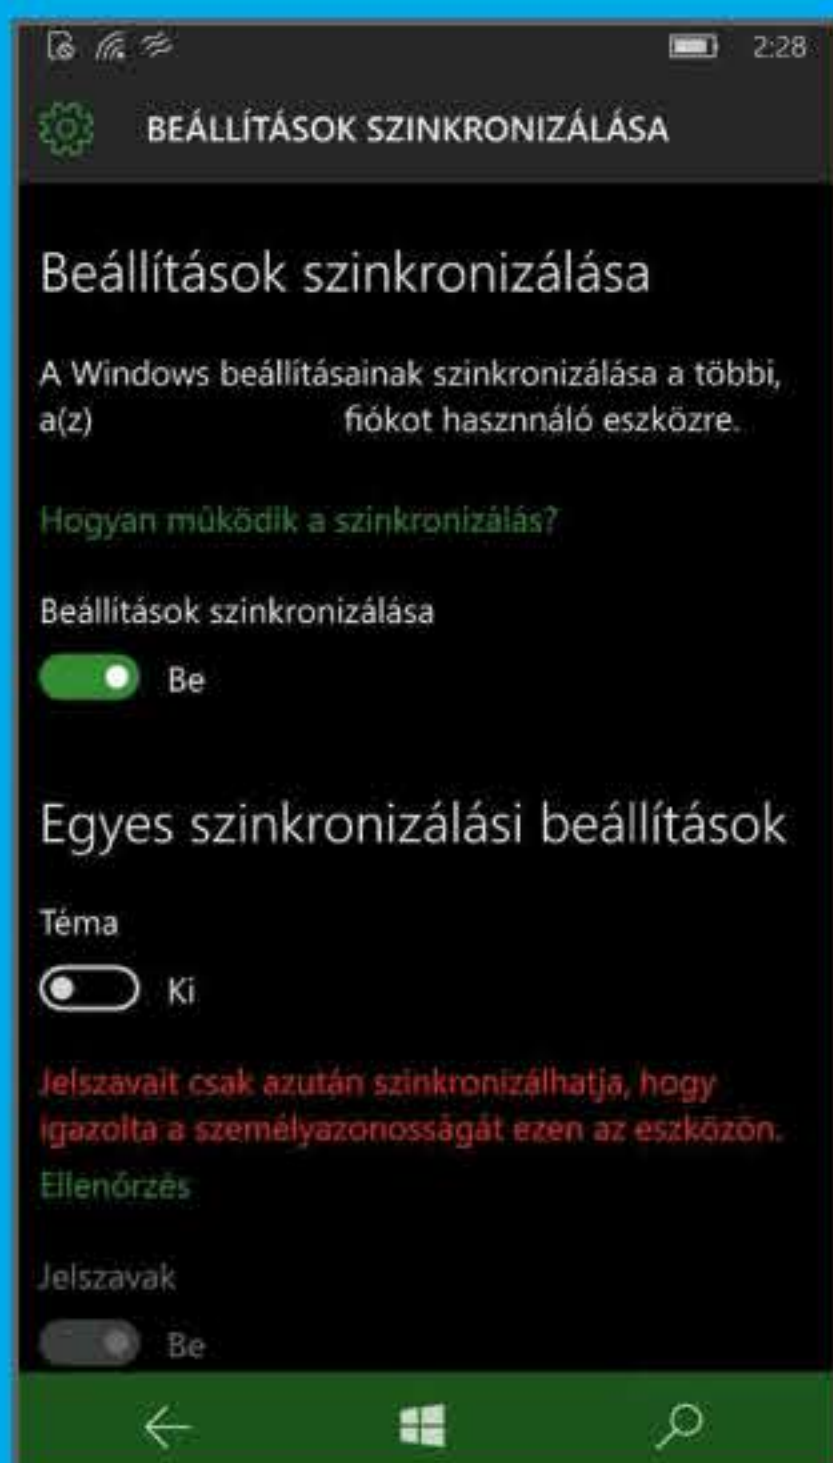 2:28
BEÁLLÍTÁSOK SZINKRONIZÁLÁSA
Beállítások szinkronizálása
A Windows beállításainak szinkronizálása a többi,
a(z) fiókot hasznnáló eszközre.
Hogyan működik a szinkronizálás?
Beállítások szinkronizálása
Be
Egyes szinkronizálási beállítások
Téma
Ki
Jelszavait csak azután szinkronizálhatja, hogy
igazolta a személyazonosságát ezen az eszközön.
Ellenőrzés
Jelszavak
Be